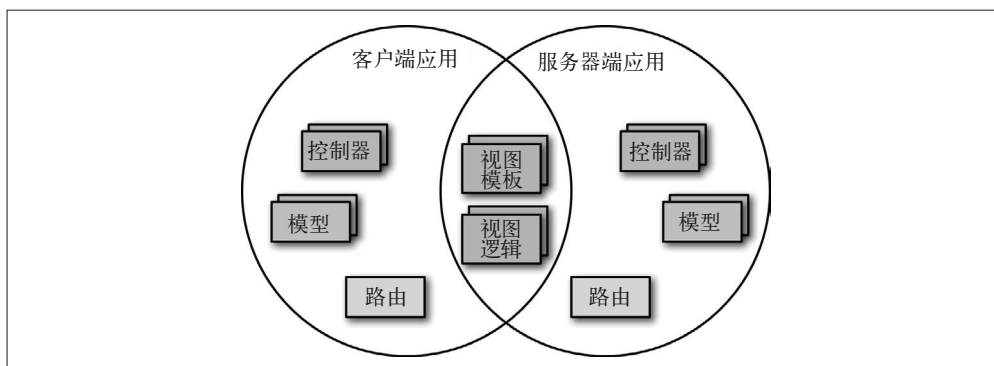 客户端应用
服务器端应用
控制器
视图
模板
控制器
模型
视图
逻辑
模型
路由
路由